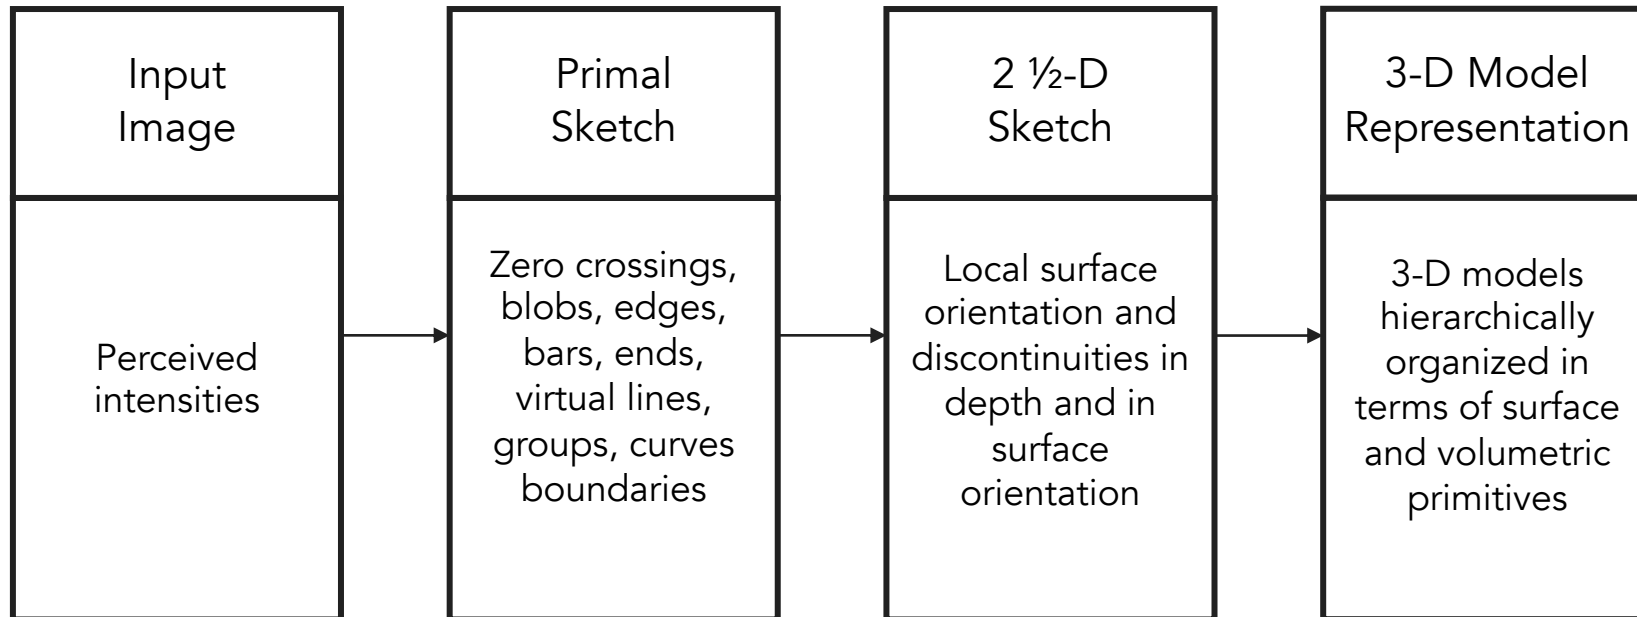 Input
Image
Perceived
intensities
Primal
Sketch
Zero crossings,
blobs, edges,
bars, ends,
virtual lines,
groups, curves
boundaries
2 ½-D
Sketch
Local surface
orientation and
discontinuities in
depth and in
surface
orientation
3-D Model
Representation
3-D models
hierarchically
organized in
terms of surface
and volumetric
primitives